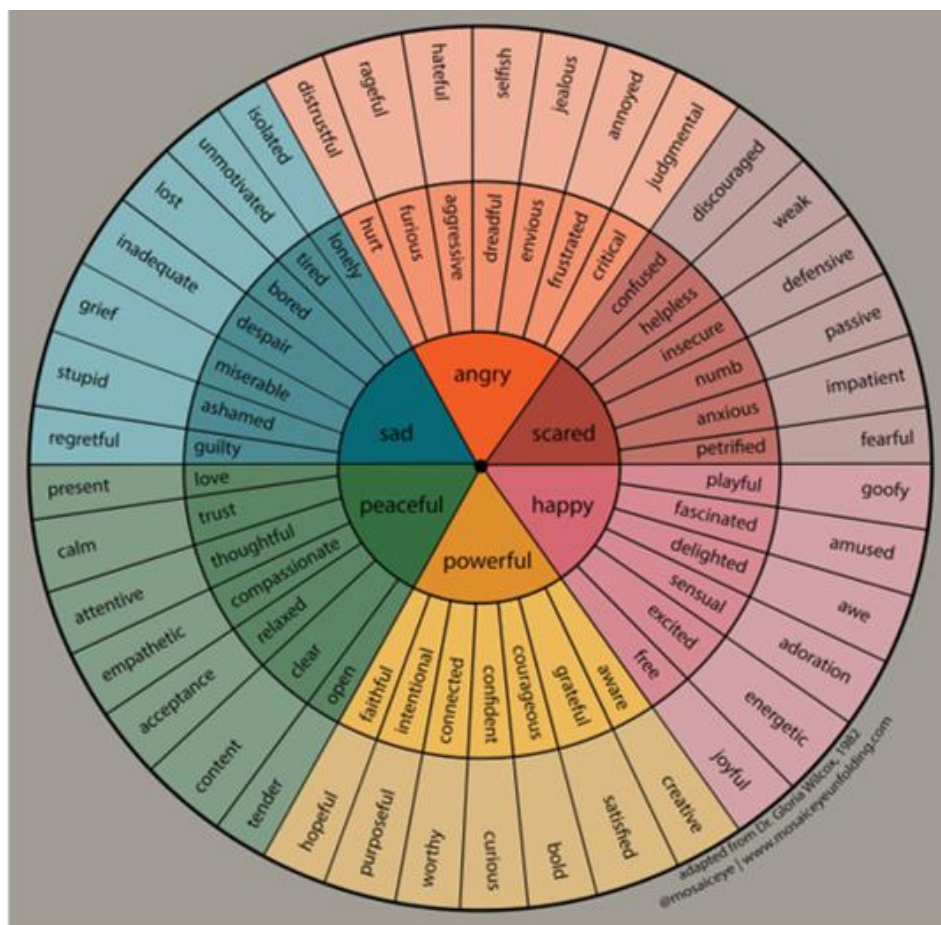 angry
scared
happy
powerful
peaceful
sad
hurt
furious
aggressive
dreadful
envious
frustrated
critical
confused
helpless
insecure
numb
anxious
petrified
playful
fascinated
delighted
sensual
excited
free
aware
grateful
courageous
confident
connected
intentional
faithful
open
clear
relaxed
compassionate
thoughtful
trust
love
guilty
ashamed
miserable
despair
bored
tired
lonely
distrustful
rageful
hateful
selfish
jealous
annoyed
judgmental
discouraged
weak
defensive
passive
impatient
fearful
goofy
amused
awe
adoration
energetic
joyful
creative
satisfied
bold
curious
worthy
purposeful
hopeful
tender
content
acceptance
empathetic
attentive
calm
present
regretful
stupid
grief
inadequate
lost
unmotivated
isolated
adapted from Dr. Gloria Wilcox, 1982
@mosaiceye | www.mosaiceyeunfolding.com